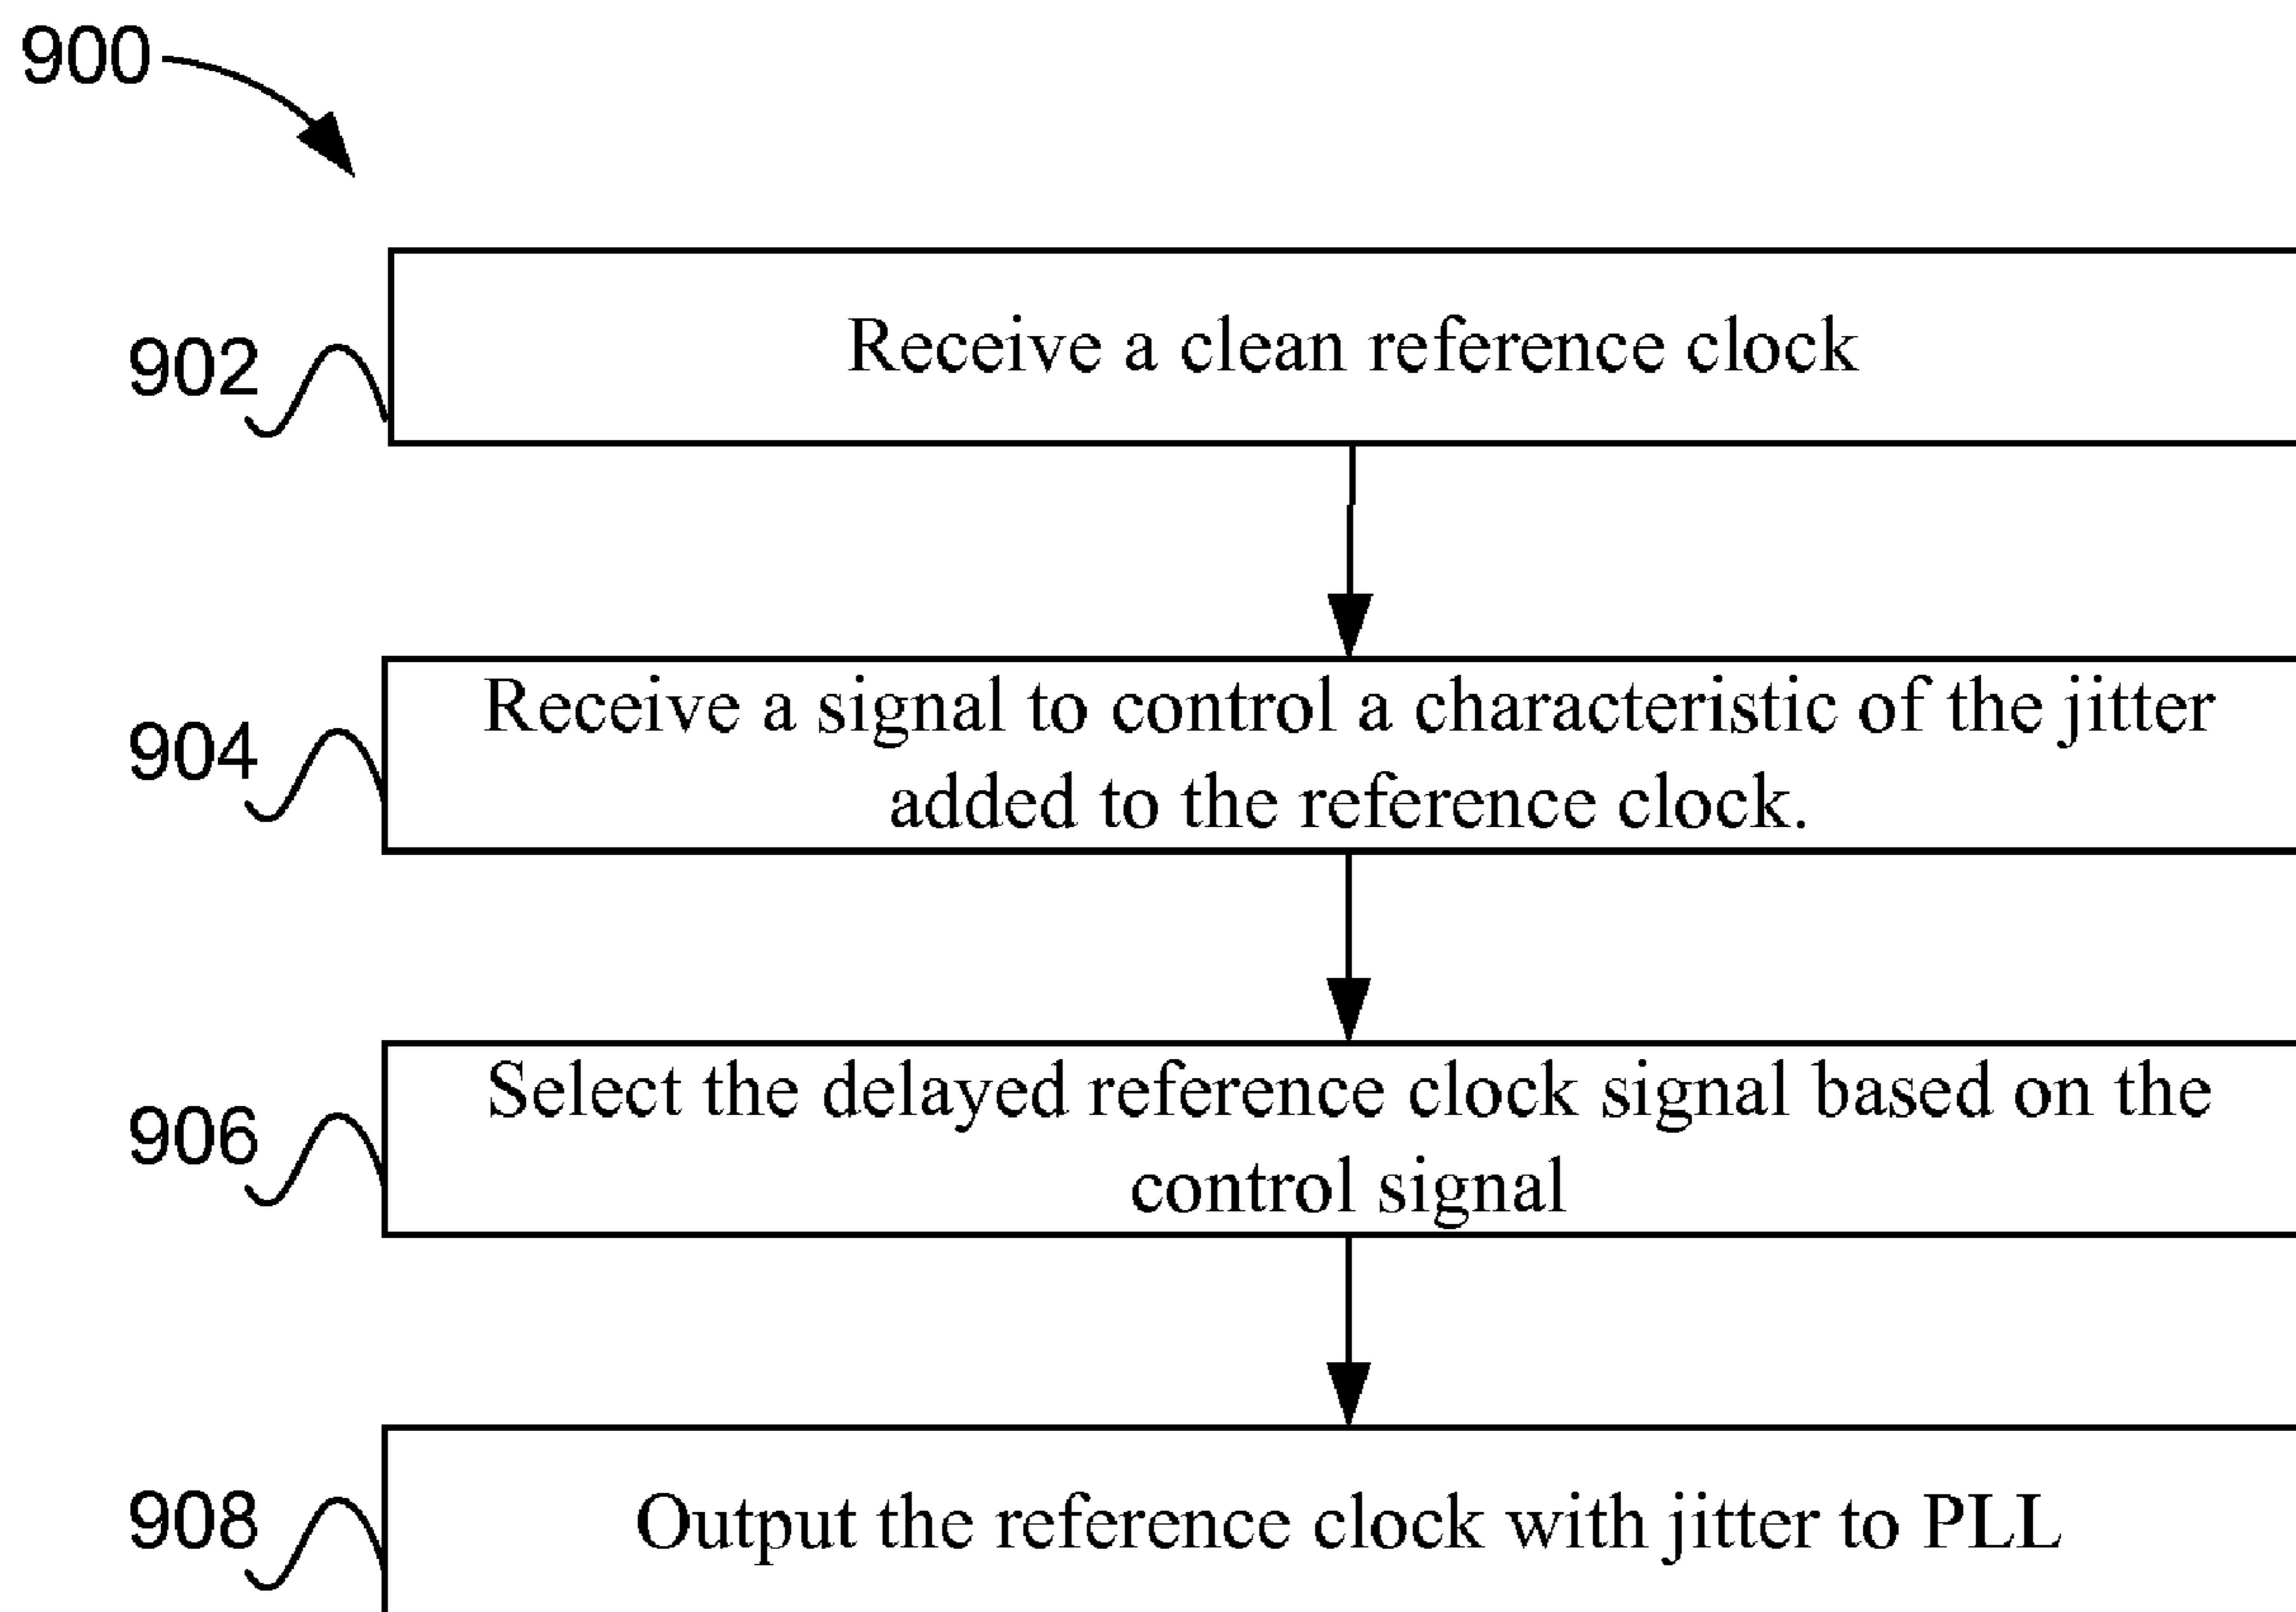 900
902
Receive a clean reference clock
904
Receive a signal to control a characteristic of the jitter
added to the reference clock.
906
Select the delayed reference clock signal based on the
control signal
908
Output the reference clock with jitter to PLL